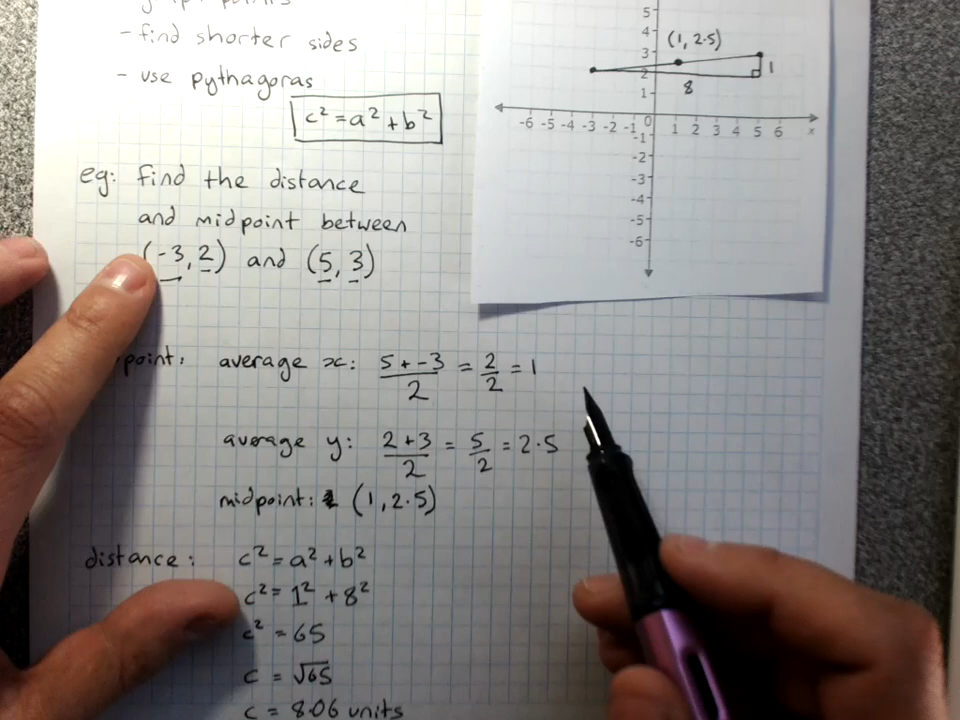 points
- find shorter sides
- use pythagoras
c² = a² + b²
eg: find the distance
and midpoint between
(-3, 2) and (5, 3)
point: average x: 5 + -3 / 2 = 2/2 = 1
average y: 2 + 3 / 2 = 5/2 = 2.5
midpoint: (1, 2.5)
distance: c² = a² + b²
c² = 1² + 8²
c² = 65
c = √65
c = 8.06 units
5
4
(1, 2.5)
3
2
1
8
1
-6 -5 -4 -3 -2 -1 0 1 2 3 4 5 6 x
-1
-2
-3
-4
-5
-6